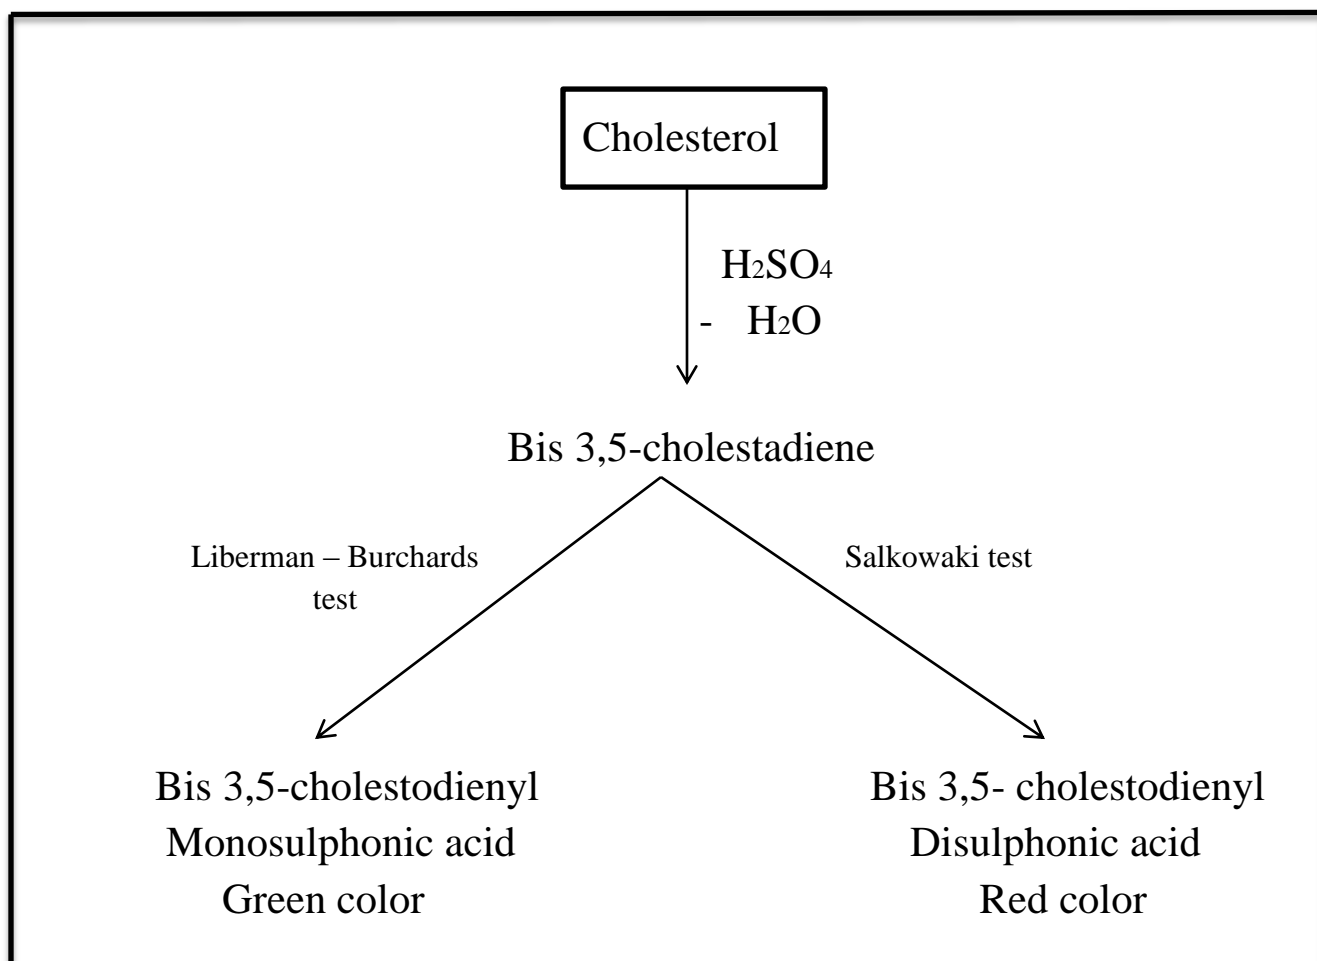 Cholesterol
H₂SO₄
- H₂O
Bis 3,5-cholestadiene
Liberman – Burchards
test
Salkowaki test
Bis 3,5-cholestodienyl
Monosulphonic acid
Green color
Bis 3,5- cholestodienyl
Disulphonic acid
Red color